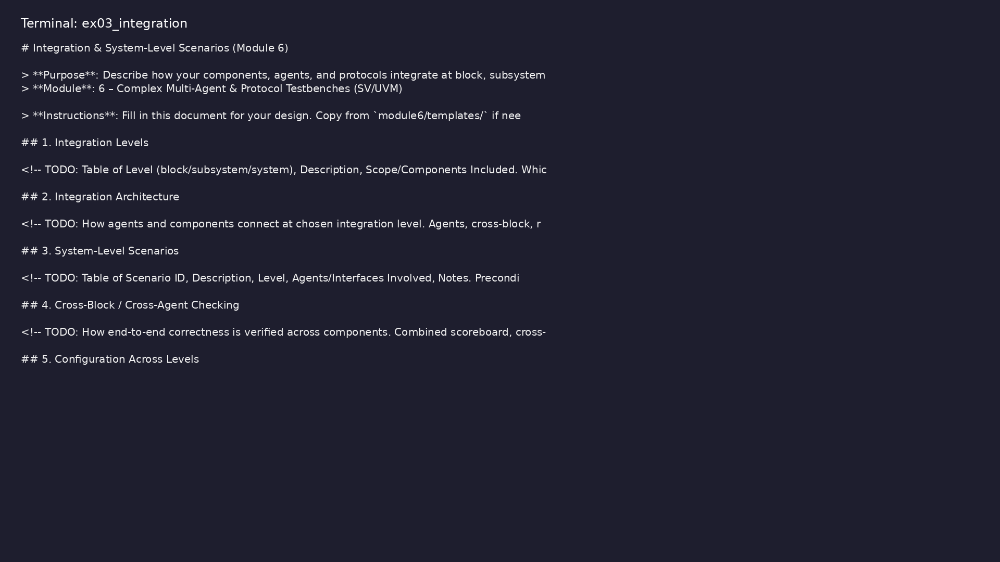 Terminal: ex03_integration
# Integration & System-Level Scenarios (Module 6)
> **Purpose**: Describe how your components, agents, and protocols integrate at block, subsystem
> **Module**: 6 – Complex Multi-Agent & Protocol Testbenches (SV/UVM)
> **Instructions**: Fill in this document for your design. Copy from `module6/templates/` if nee
## 1. Integration Levels
<!-- TODO: Table of Level (block/subsystem/system), Description, Scope/Components Included. Whic
## 2. Integration Architecture
<!-- TODO: How agents and components connect at chosen integration level. Agents, cross-block, r
## 3. System-Level Scenarios
<!-- TODO: Table of Scenario ID, Description, Level, Agents/Interfaces Involved, Notes. Precondi
## 4. Cross-Block / Cross-Agent Checking
<!-- TODO: How end-to-end correctness is verified across components. Combined scoreboard, cross-
## 5. Configuration Across Levels